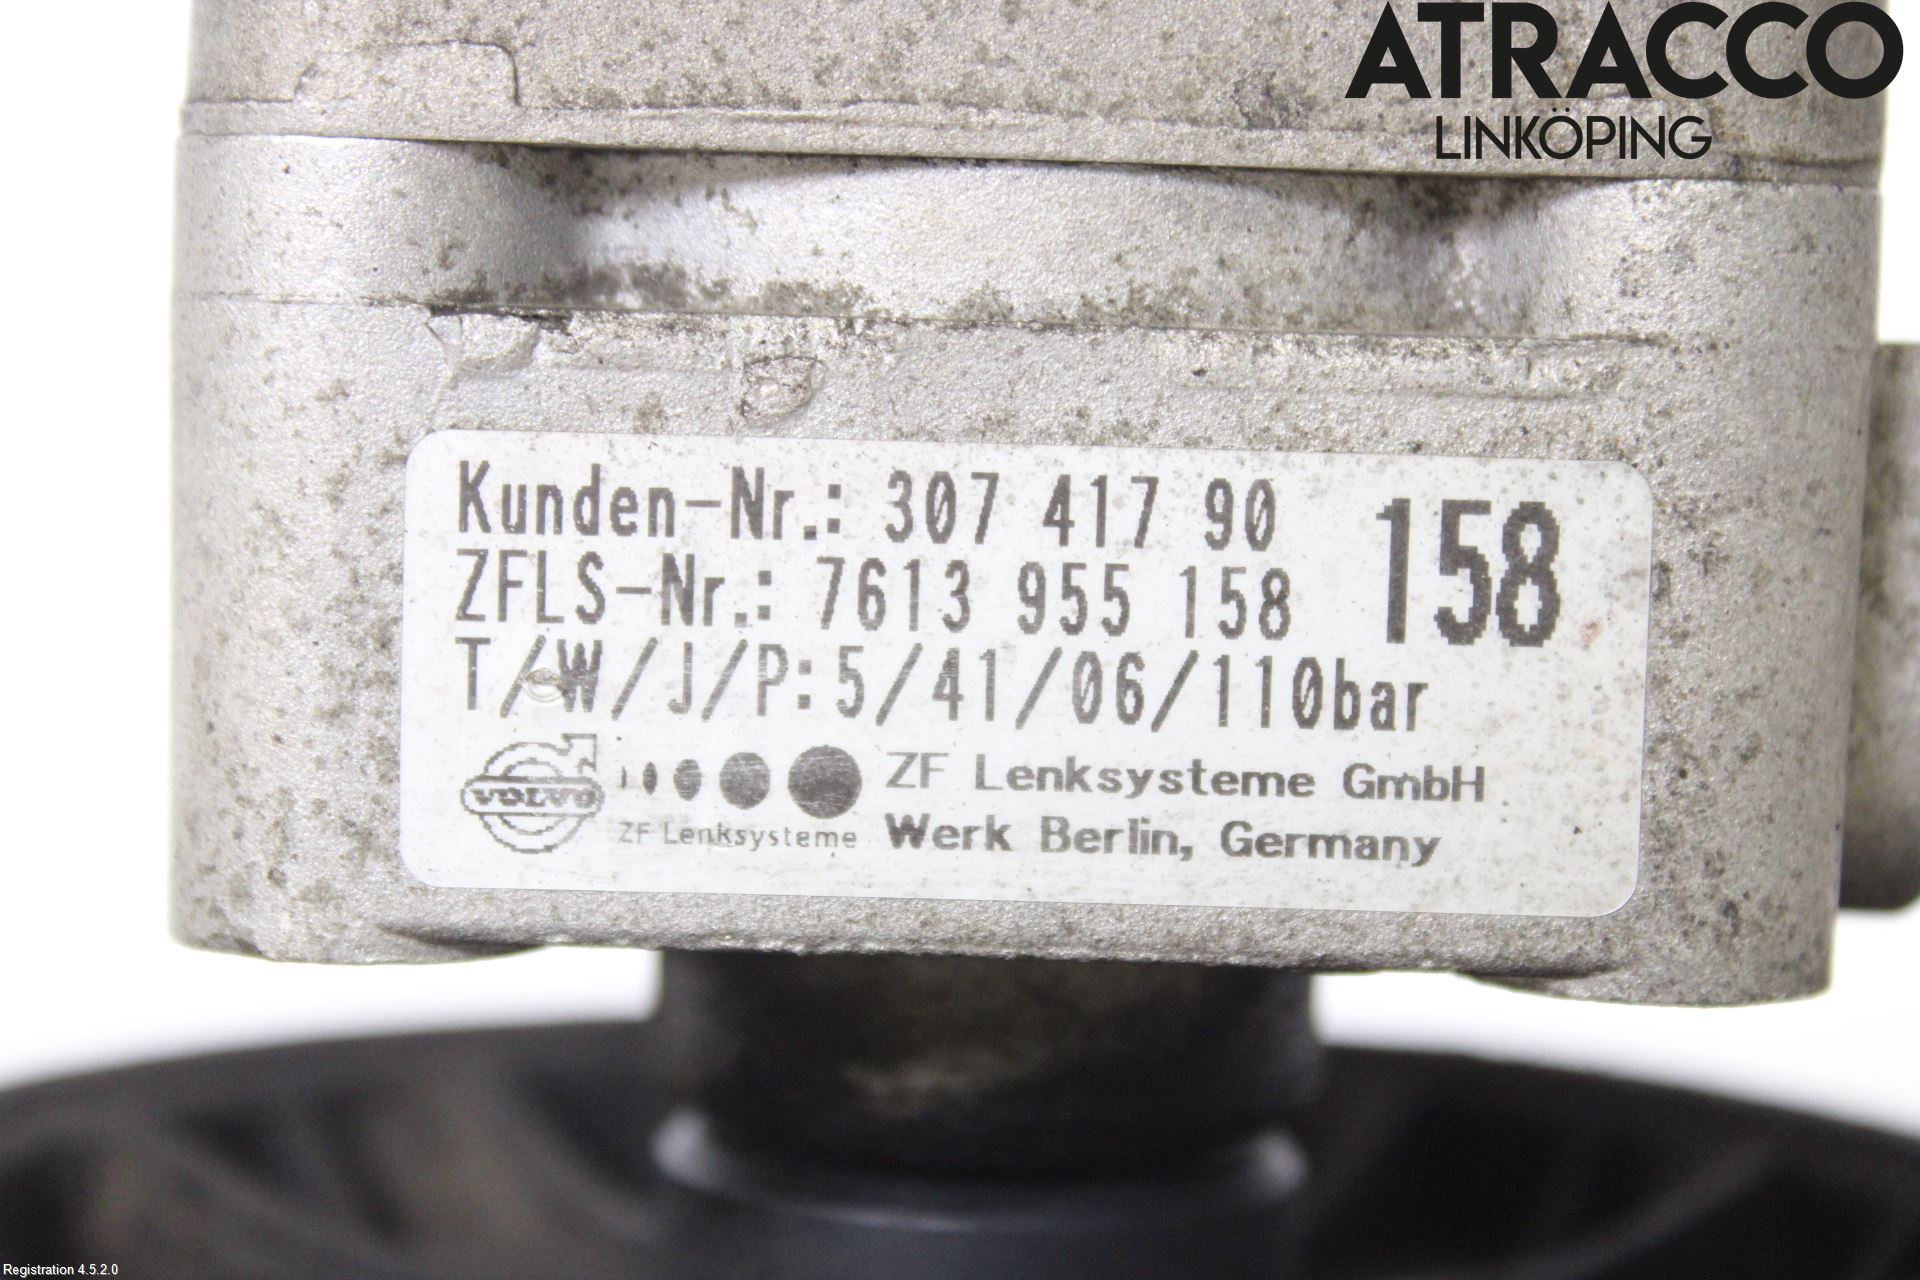 ATRACCO
LINKÖPING
Kunden-Nr.: 307 417 90
158
ZFLS-Nr.: 7613 955 158
T/W/J/P: 5/41/06/110bar
VOLVO
ZF Lenksysteme
ZF Lenksysteme GmbH
Werk Berlin, Germany
Registration 4.5.2.0